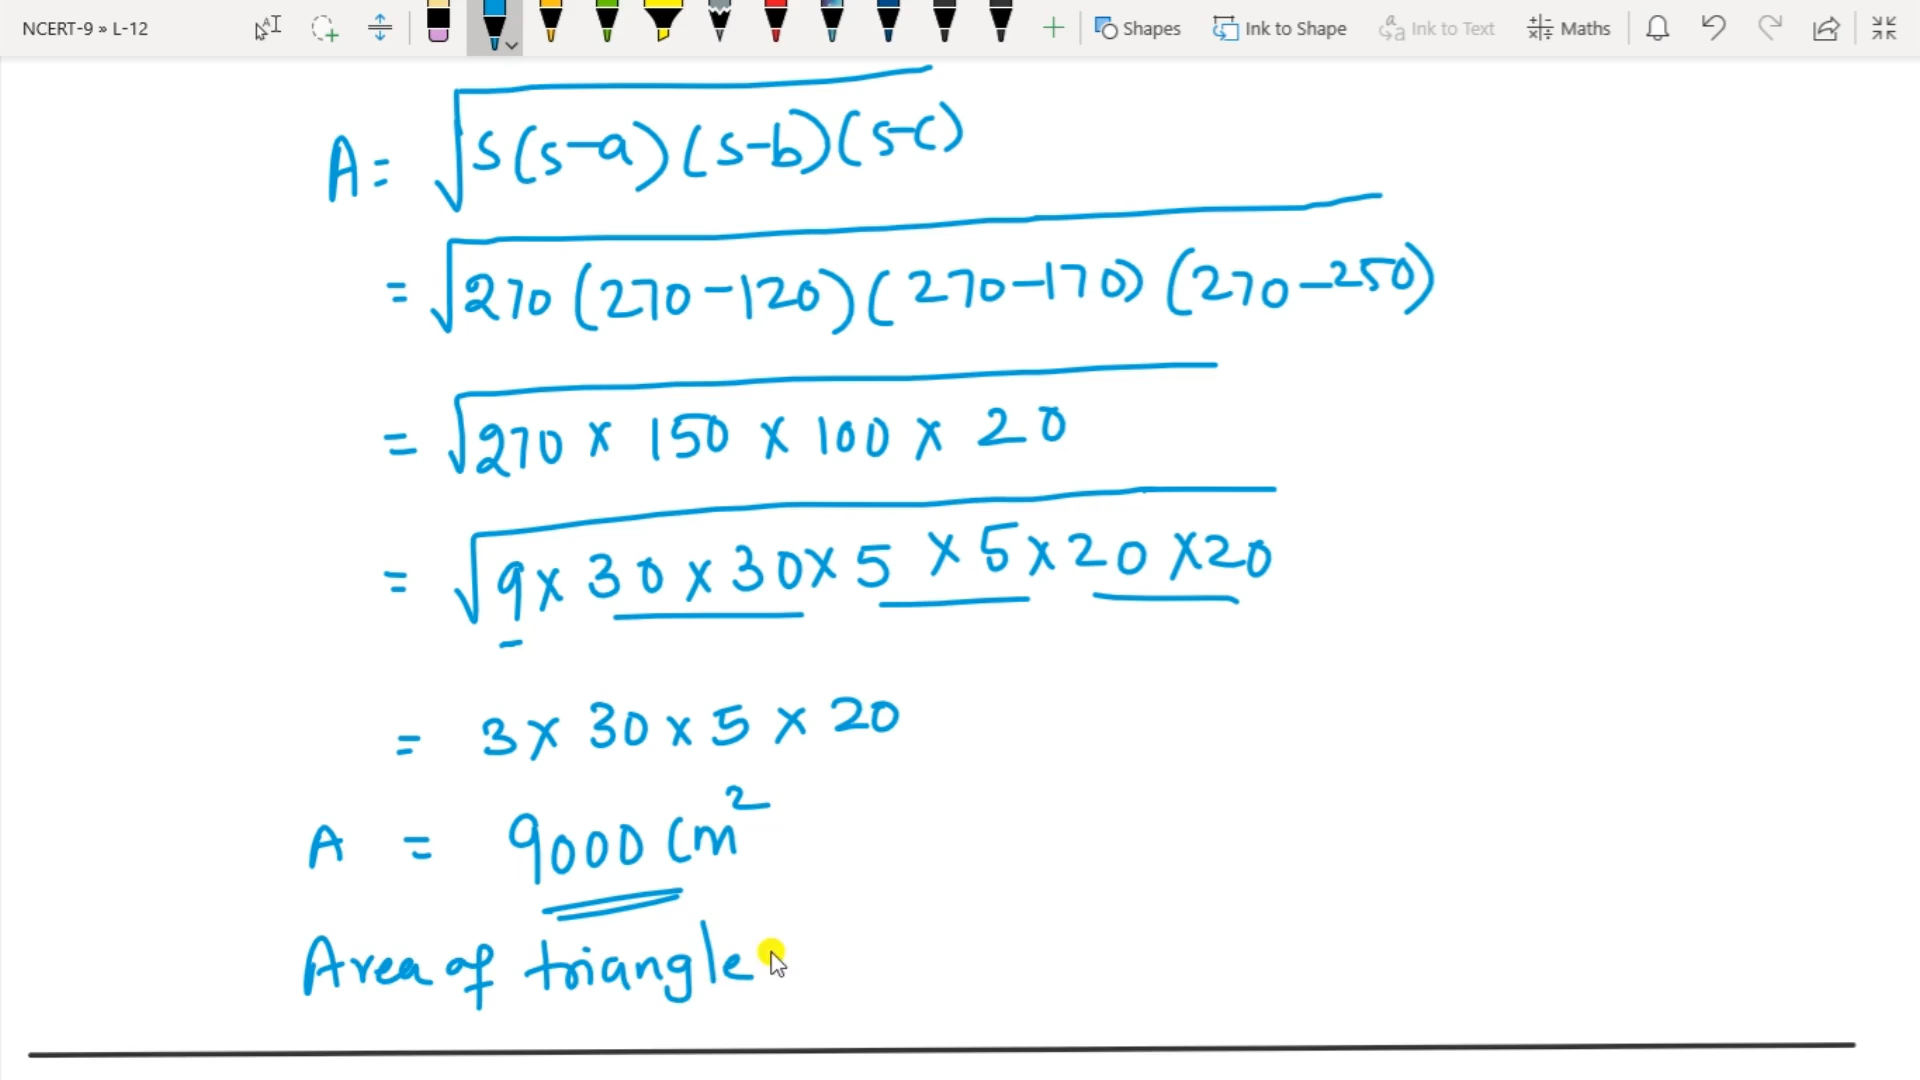 NCERT-9 » L-12 Shapes Ink to Shape Ink to Text Maths
A = √s(s-a)(s-b)(s-c)
= √270(270-120)(270-170)(270-250)
= √270 × 150 × 100 × 20
= √9 × 30 × 30 × 5 × 5 × 20 × 20
= 3 × 30 × 5 × 20
A = 9000 cm²
Area of triangle